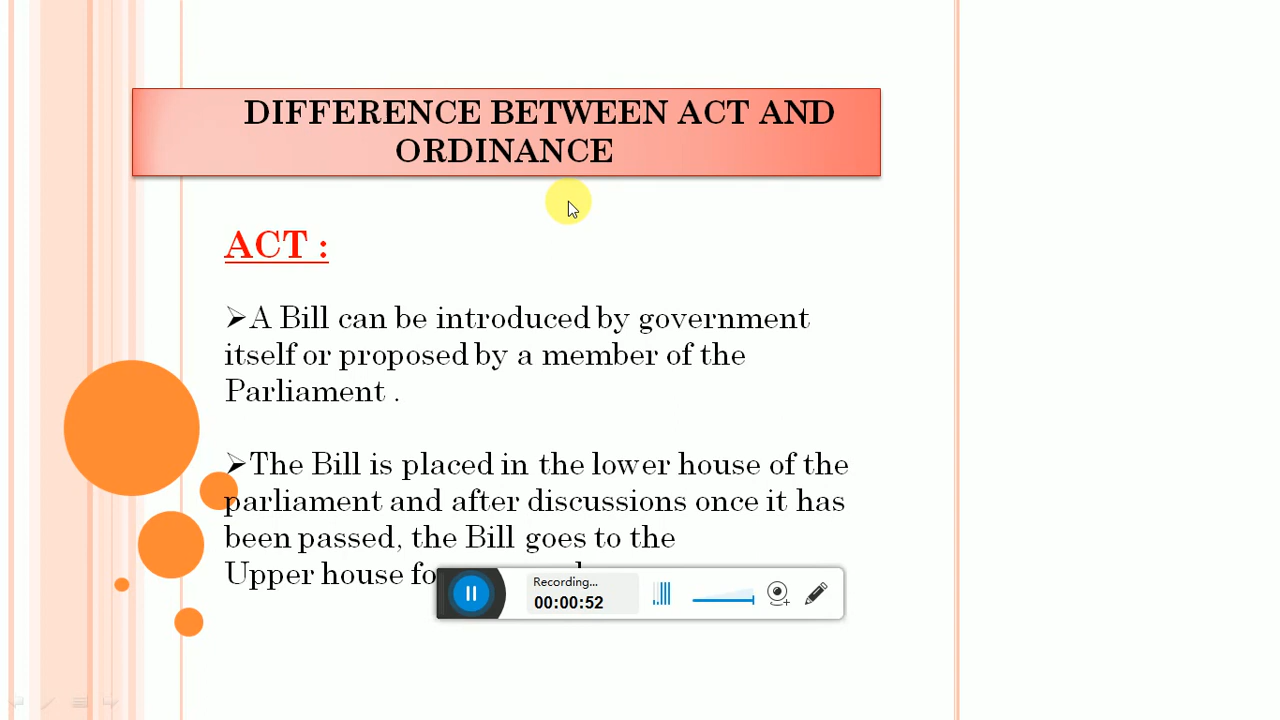 DIFFERENCE BETWEEN ACT AND
ORDINANCE
ACT :
➢A Bill can be introduced by government
itself or proposed by a member of the
Parliament .
➢The Bill is placed in the lower house of the
parliament and after discussions once it has
been passed, the Bill goes to the
Upper house
Recording...
00:00:52